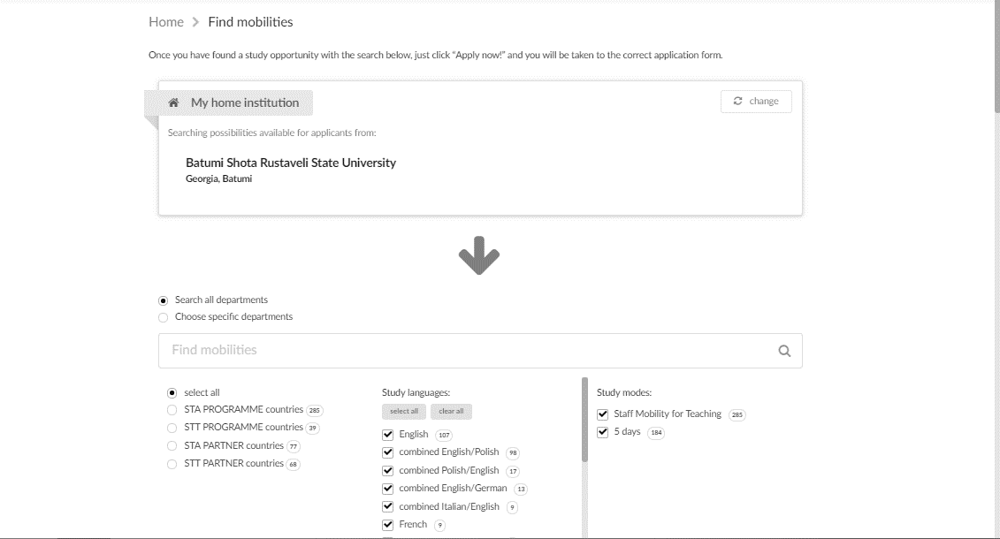 Home > Find mobilities
Once you have found a study opportunity with the search below, just click “Apply now!” and you will be taken to the correct application form.
My home institution
change
Searching possibilities available for applicants from:
Batumi Shota Rustaveli State University
Georgia, Batumi
Search all departments
Choose specific departments
Find mobilities
select all
STA PROGRAMME countries 285
STT PROGRAMME countries 39
STA PARTNER countries 77
STT PARTNER countries 68
Study languages:
select all clear all
English 107
combined English/Polish 98
combined Polish/English 17
combined English/German 13
combined Italian/English 9
French 9
Study modes:
Staff Mobility for Teaching 285
5 days 184